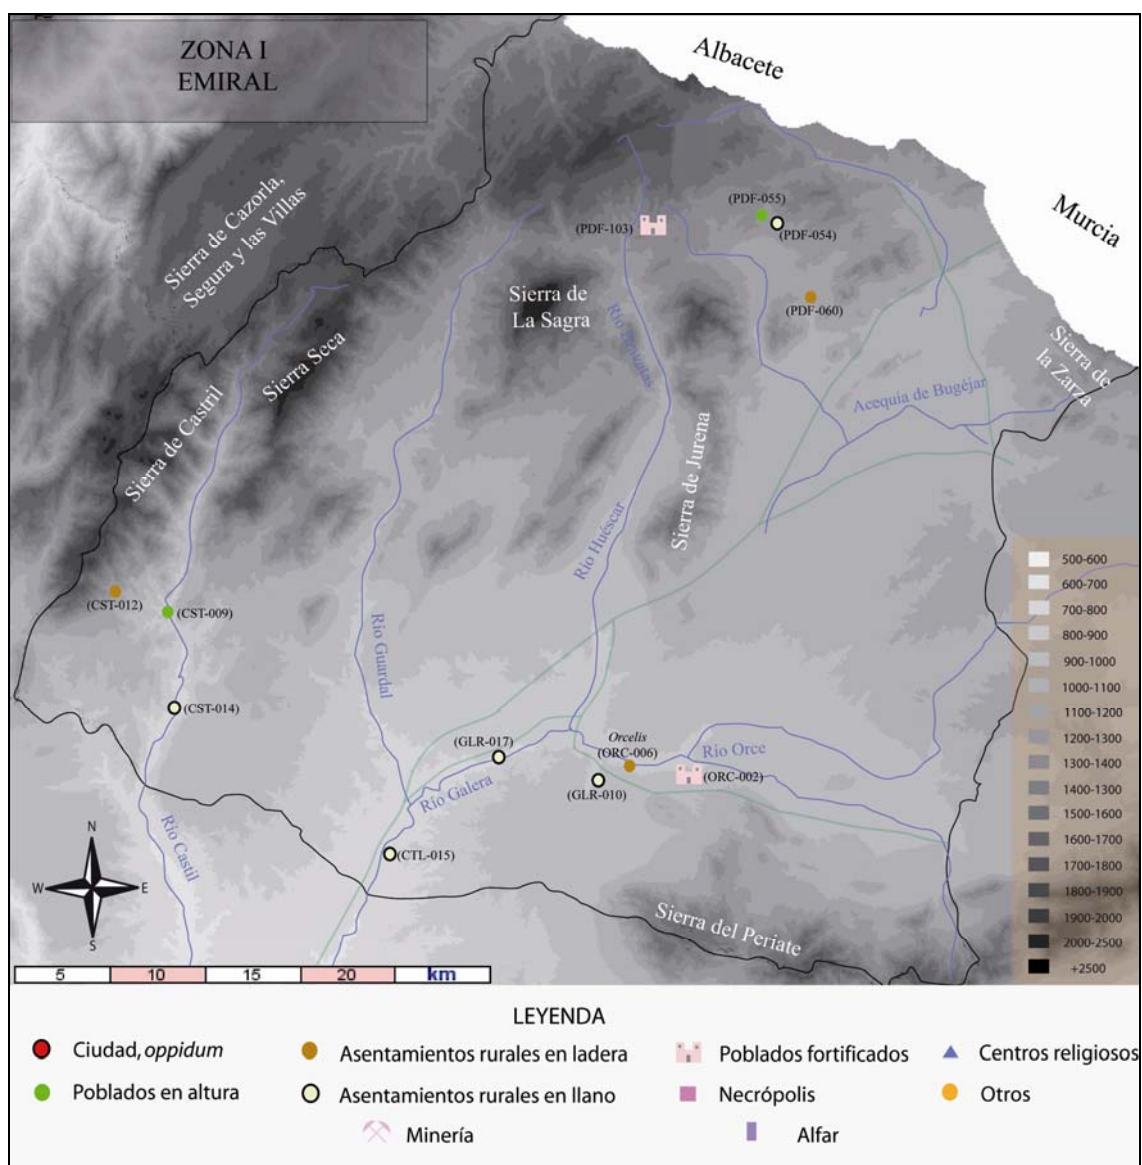 ZONA I
EMIRAL
Albacete
Murcia
Sierra de Cazorla,
Segura y las Villas
(PDF-055)
(PDF-054)
(PDF-103)
(PDF-060)
Sierra de
La Sagra
Sierra Seca
Sierra de Castril
Sierra de
la Zarza
Acequia de Bugéjar
Sierra de Jurena
Río Huéscar
Río Guardal
(CST-012)
(CST-009)
(CST-014)
(GLR-017)
Orcelis
(ORC-006)
Río Orce
(ORC-002)
(GLR-010)
Río Galera
(CTL-015)
Río Castil
Sierra del Periate
N
W
E
S
500-600
600-700
700-800
800-900
900-1000
1000-1100
1100-1200
1200-1300
1300-1400
1400-1300
1500-1600
1600-1700
1700-1800
1800-1900
1900-2000
2000-2500
+2500
5 10 15 20 km
LEYENDA
Ciudad, oppidum
Asentamientos rurales en ladera
Poblados fortificados
Centros religiosos
Poblados en altura
Asentamientos rurales en llano
Necrópolis
Otros
Minería
Alfar